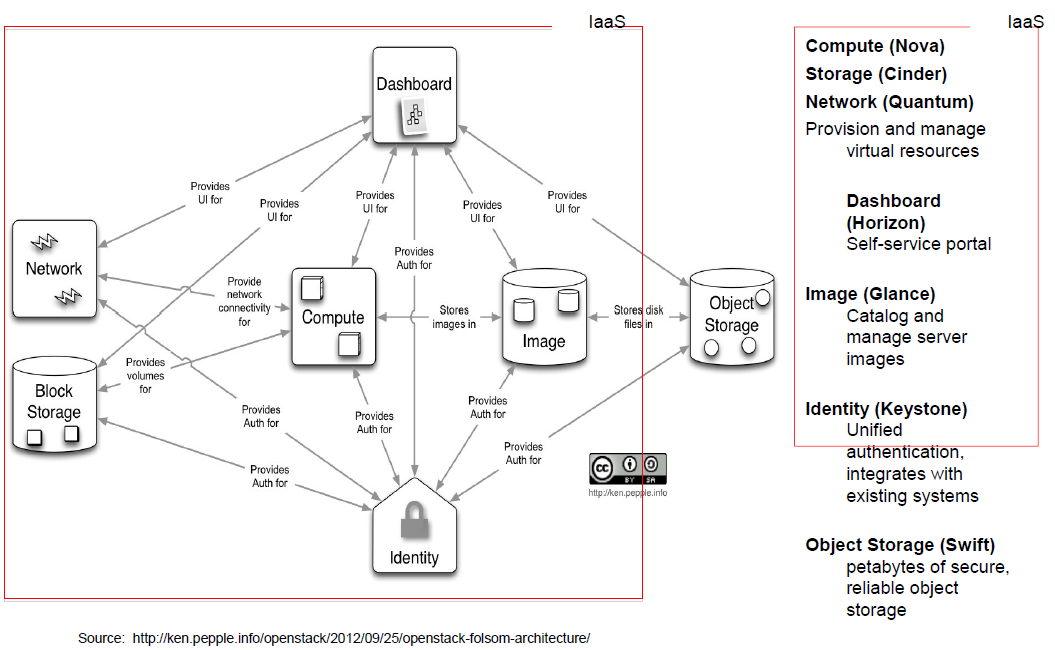 IaaS
IaaS
Dashboard
Provides
UI for
Provides
UI for
Provides
UI for
Provides
UI for
Provides
UI for
Provides
Auth for
Network
Provide
network
connectivity
for
Compute
Stores
images in
Image
Stores disk
files in
Object
Storage
Block
Storage
Provides
volumes
for
Provides
Auth for
Provides
Auth for
Provides
Auth for
Provides
Auth for
Provides
Auth for
Identity
cc
BY SA
http://ken.pepple.info
Compute (Nova)
Storage (Cinder)
Network (Quantum)
Provision and manage
virtual resources
Dashboard
(Horizon)
Self-service portal
Image (Glance)
Catalog and
manage server
images
Identity (Keystone)
Unified
authentication,
integrates with
existing systems
Object Storage (Swift)
petabytes of secure,
reliable object
storage
Source: http://ken.pepple.info/openstack/2012/09/25/openstack-folsom-architecture/